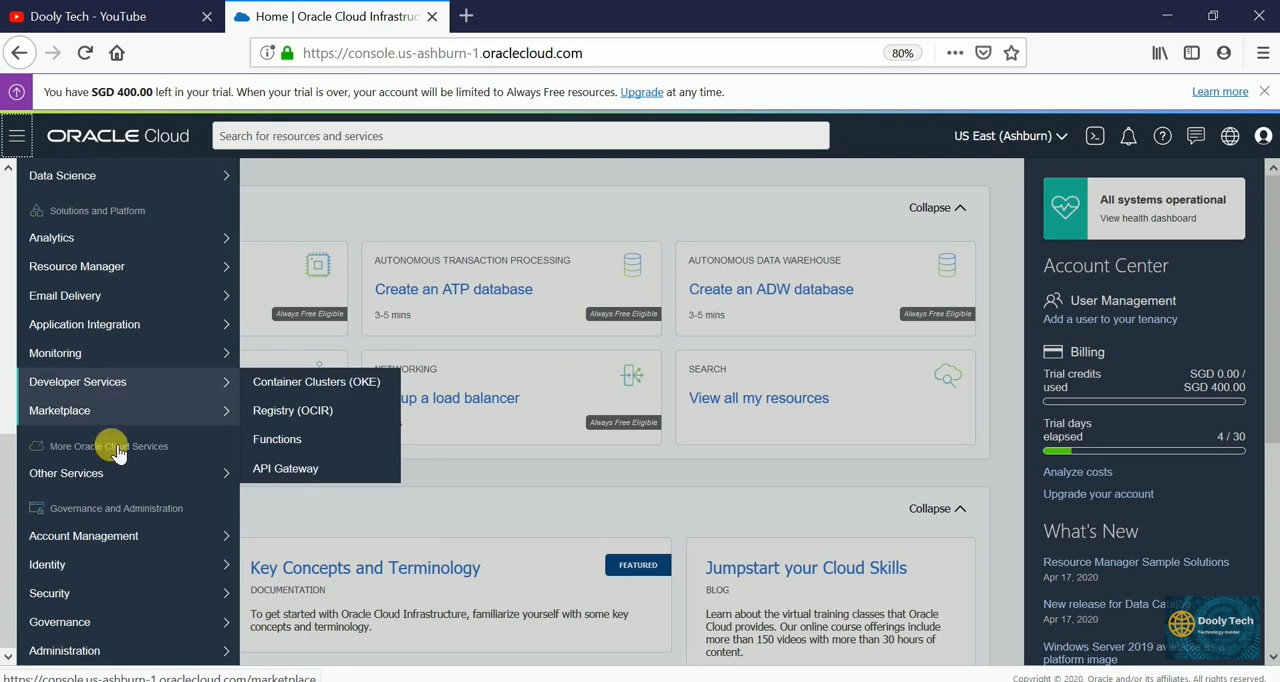 Dooly Tech - YouTube
Home | Oracle Cloud Infrastruc
https://console.us-ashburn-1.oraclecloud.com
80%
You have SGD 400.00 left in your trial. When your trial is over, your account will be limited to Always Free resources. Upgrade at any time.
Learn more
ORACLE Cloud
Search for resources and services
US East (Ashburn)
Data Science
Solutions and Platform
Analytics
Resource Manager
Email Delivery
Application Integration
Monitoring
Developer Services
Marketplace
More Oracle Cloud Services
Other Services
Governance and Administration
Account Management
Identity
Security
Governance
Administration
Container Clusters (OKE)
Registry (OCIR)
Functions
API Gateway
Collapse
Always Free Eligible
AUTONOMOUS TRANSACTION PROCESSING
Create an ATP database
3-5 mins
Always Free Eligible
AUTONOMOUS DATA WAREHOUSE
Create an ADW database
3-5 mins
Always Free Eligible
up a load balancer
Always Free Eligible
SEARCH
View all my resources
Collapse
Key Concepts and Terminology
FEATURED
DOCUMENTATION
To get started with Oracle Cloud Infrastructure, familiarize yourself with some key
concepts and terminology.
Jumpstart your Cloud Skills
BLOG
Learn about the virtual training classes that Oracle
Cloud provides. Our online course offerings include
more than 150 videos with more than 30 hours of
content.
All systems operational
View health dashboard
Account Center
User Management
Add a user to your tenancy
Billing
Trial credits
used
SGD 0.00 /
SGD 400.00
Trial days
elapsed
4 / 30
Analyze costs
Upgrade your account
What's New
Resource Manager Sample Solutions
Apr 17, 2020
New release for Data
Apr 17, 2020
Windows Server 2019 as a
platform image
Dooly Tech
Technology Insider
https://console.us-ashburn-1.oraclecloud.com/marketplace
Copyright © 2020, Oracle and/or its affiliates. All rights reserved.